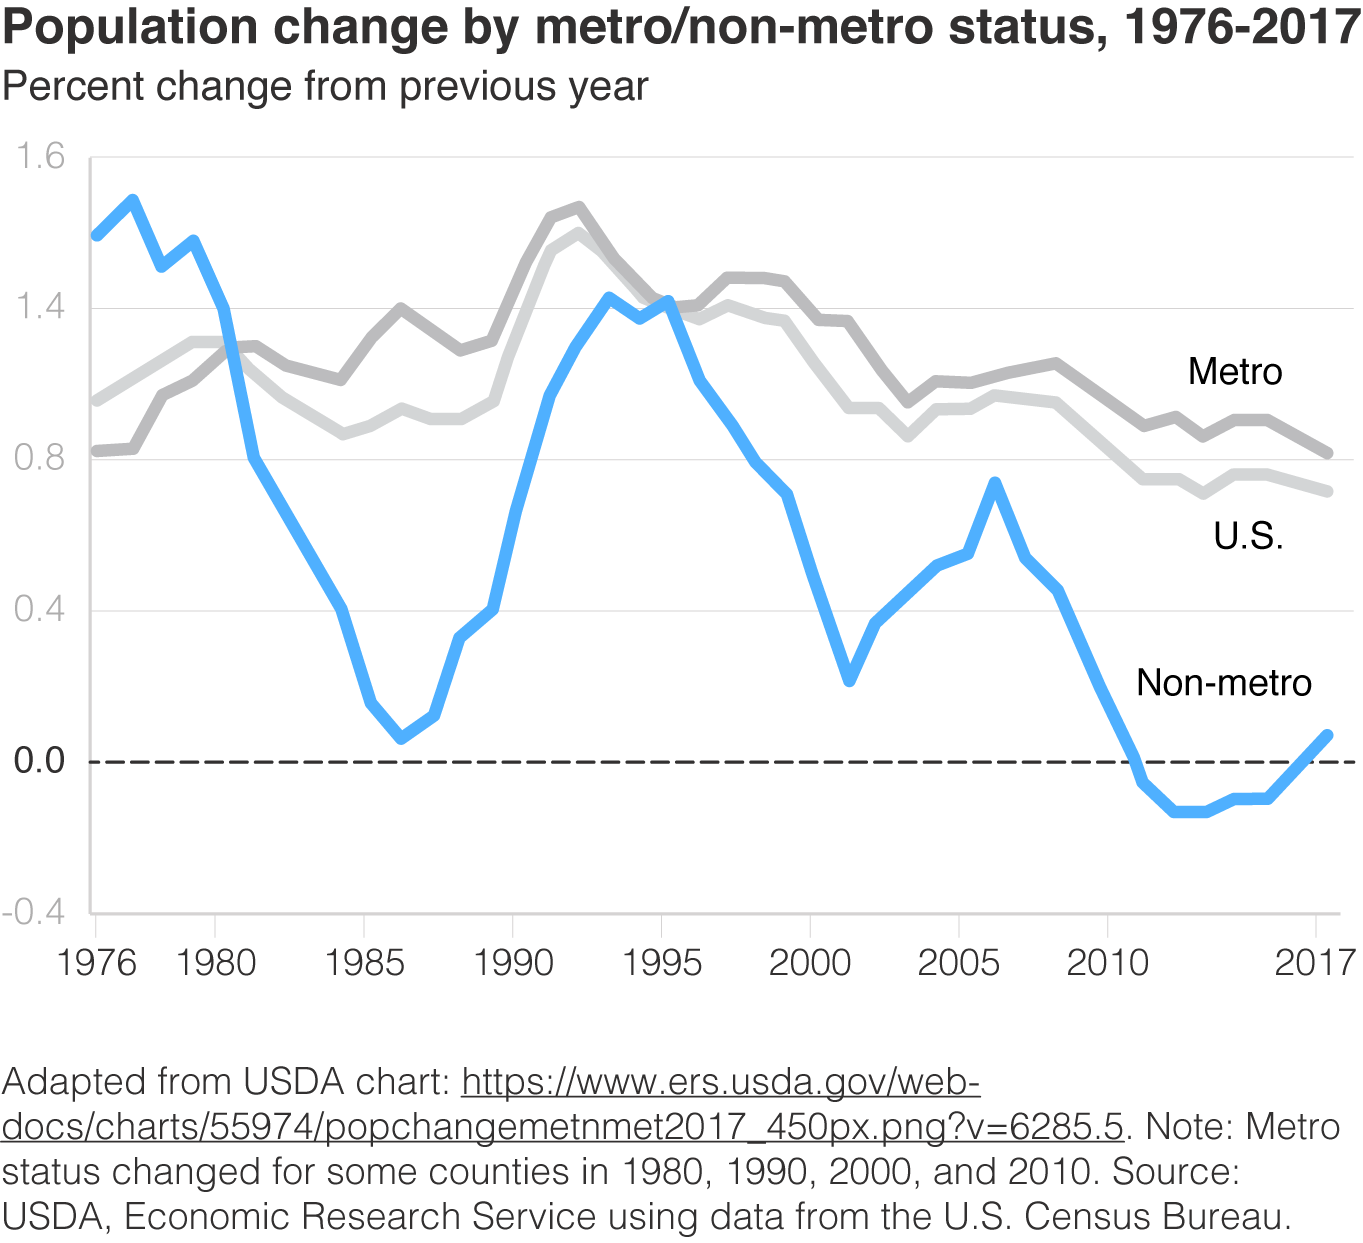 Population change by metro/non-metro status, 1976-2017
Percent change from previous year
1.6
1.4
0.8
0.4
0.0
-0.4
Metro
U.S.
Non-metro
1976 1980 1985 1990 1995 2000 2005 2010 2017
Adapted from USDA chart: https://www.ers.usda.gov/web-
docs/charts/55974/popchangemetnmet2017_450px.png?v=6285.5. Note: Metro
status changed for some counties in 1980, 1990, 2000, and 2010. Source:
USDA, Economic Research Service using data from the U.S. Census Bureau.